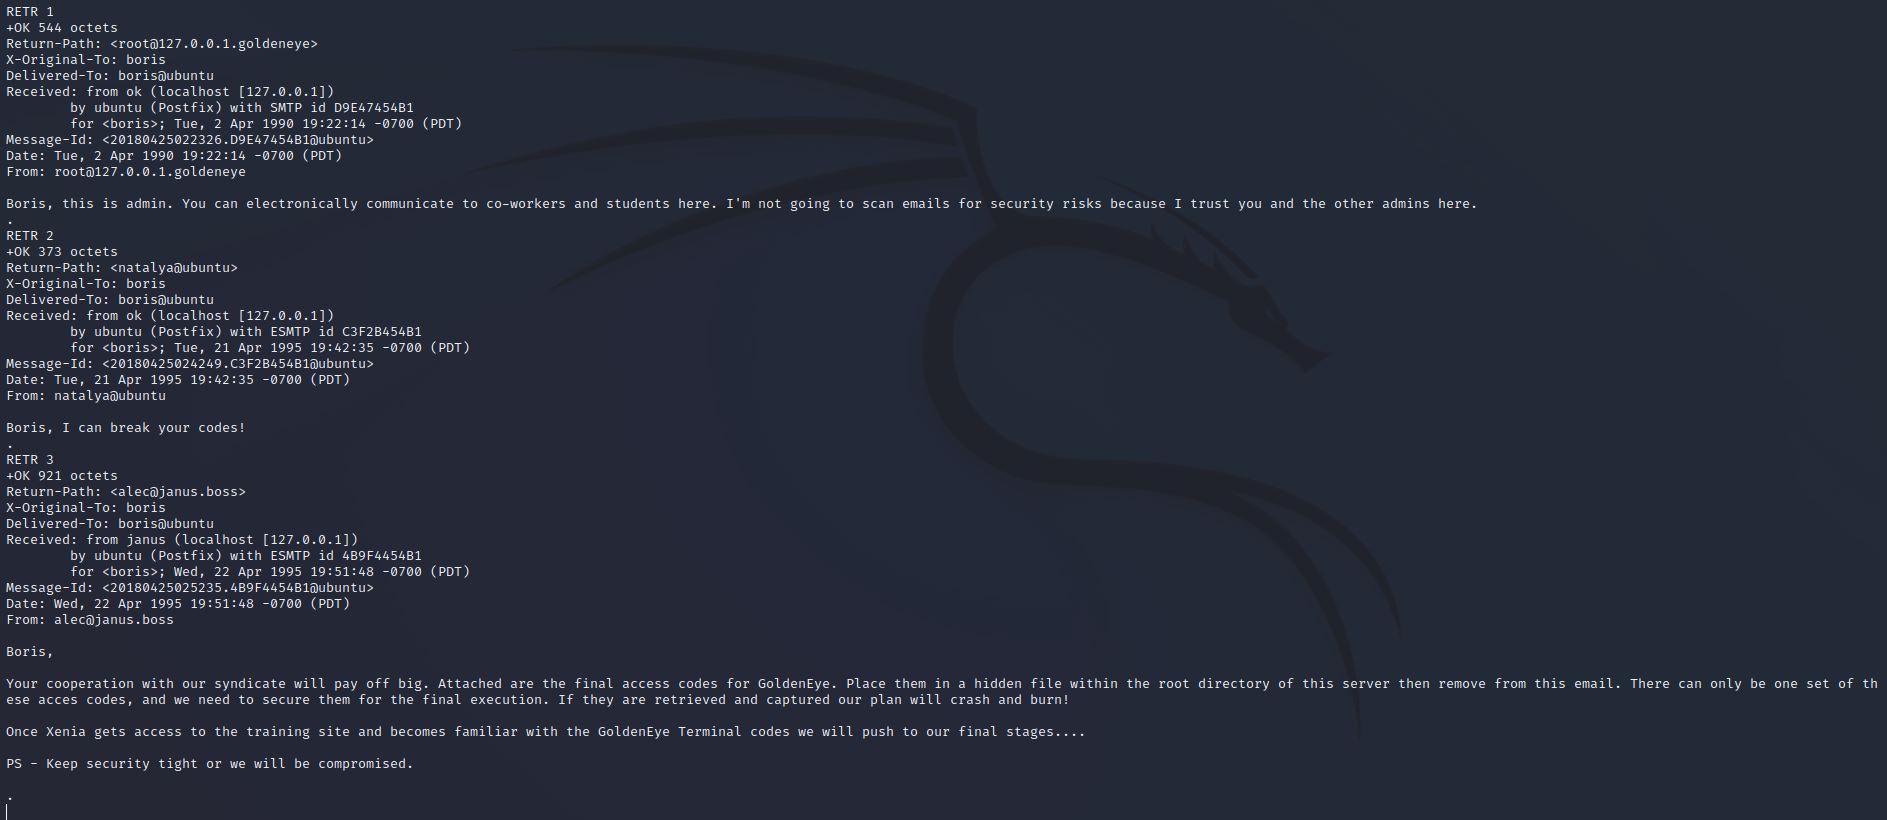 RETR 1
+OK 544 octets
Return-Path: <root@127.0.0.1.goldeneye>
X-Original-To: boris
Delivered-To: boris@ubuntu
Received: from ok (localhost [127.0.0.1])
        by ubuntu (Postfix) with SMTP id D9E47454B1
        for <boris>; Tue, 2 Apr 1990 19:22:14 -0700 (PDT)
Message-Id: <20180425022326.D9E47454B1@ubuntu>
Date: Tue, 2 Apr 1990 19:22:14 -0700 (PDT)
From: root@127.0.0.1.goldeneye

Boris, this is admin. You can electronically communicate to co-workers and students here. I'm not going to scan emails for security risks because I trust you and the other admins here.
.
RETR 2
+OK 373 octets
Return-Path: <natalya@ubuntu>
X-Original-To: boris
Delivered-To: boris@ubuntu
Received: from ok (localhost [127.0.0.1])
        by ubuntu (Postfix) with ESMTP id C3F2B454B1
        for <boris>; Tue, 21 Apr 1995 19:42:35 -0700 (PDT)
Message-Id: <20180425024249.C3F2B454B1@ubuntu>
Date: Tue, 21 Apr 1995 19:42:35 -0700 (PDT)
From: natalya@ubuntu

Boris, I can break your codes!
.
RETR 3
+OK 921 octets
Return-Path: <alec@janus.boss>
X-Original-To: boris
Delivered-To: boris@ubuntu
Received: from janus (localhost [127.0.0.1])
        by ubuntu (Postfix) with ESMTP id 4B9F4454B1
        for <boris>; Wed, 22 Apr 1995 19:51:48 -0700 (PDT)
Message-Id: <20180425025235.4B9F4454B1@ubuntu>
Date: Wed, 22 Apr 1995 19:51:48 -0700 (PDT)
From: alec@janus.boss

Boris,

Your cooperation with our syndicate will pay off big. Attached are the final access codes for GoldenEye. Place them in a hidden file within the root directory of this server then remove from this email. There can only be one set of th
ese acces codes, and we need to secure them for the final execution. If they are retrieved and captured our plan will crash and burn!

Once Xenia gets access to the training site and becomes familiar with the GoldenEye Terminal codes we will push to our final stages....

PS - Keep security tight or we will be compromised.

.